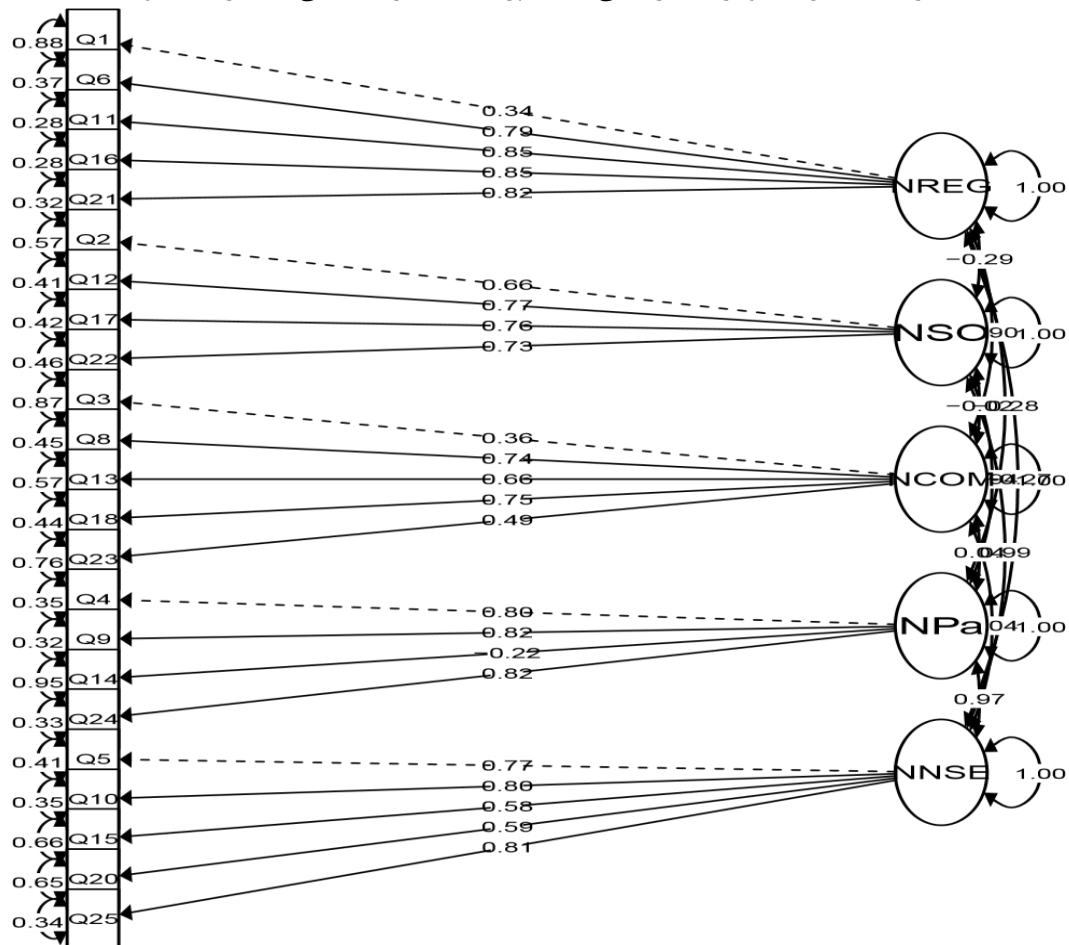 0.88 Q1
0.37 Q6
0.34
0.28 Q11
0.79
0.85
0.28 Q16
0.85
NREG 1.00
0.32 Q21
0.82
0.57 Q2
−0.29
0.41 Q12
0.66
0.77
0.42 Q17
0.76
NSO 1.00
0.46 Q22
0.73
0.87 Q3
0.36
0.45 Q8
0.74
0.57 Q13
0.66
NCOM
0.44 Q18
0.75
0.49
0.76 Q23
0.35 Q4
0.80
0.32 Q9
0.82
NPa 1.00
−0.22
0.95 Q14
0.82
0.33 Q24
0.97
0.41 Q5
0.77
NNSE 1.00
0.35 Q10
0.80
0.58
0.66 Q15
0.59
0.81
0.65 Q20
0.34 Q25